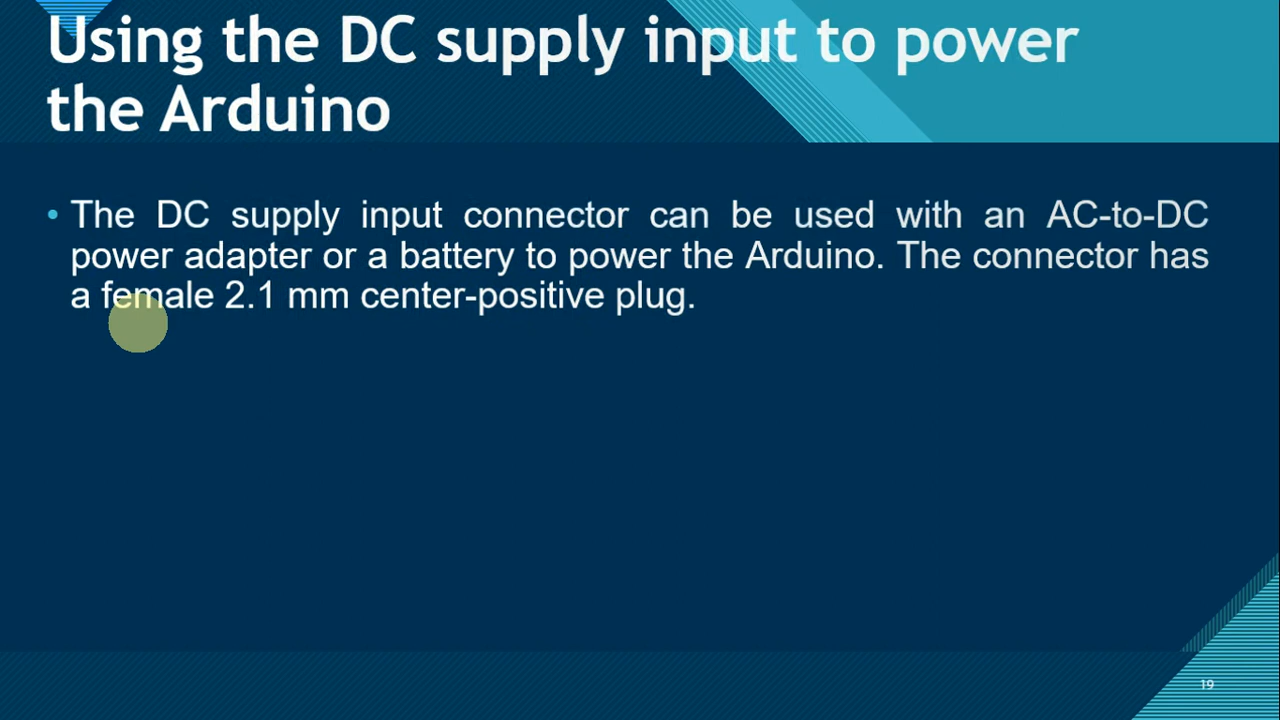 Using the DC supply input to power
the Arduino
• The DC supply input connector can be used with an AC-to-DC
power adapter or a battery to power the Arduino. The connector has
a female 2.1 mm center-positive plug.
19